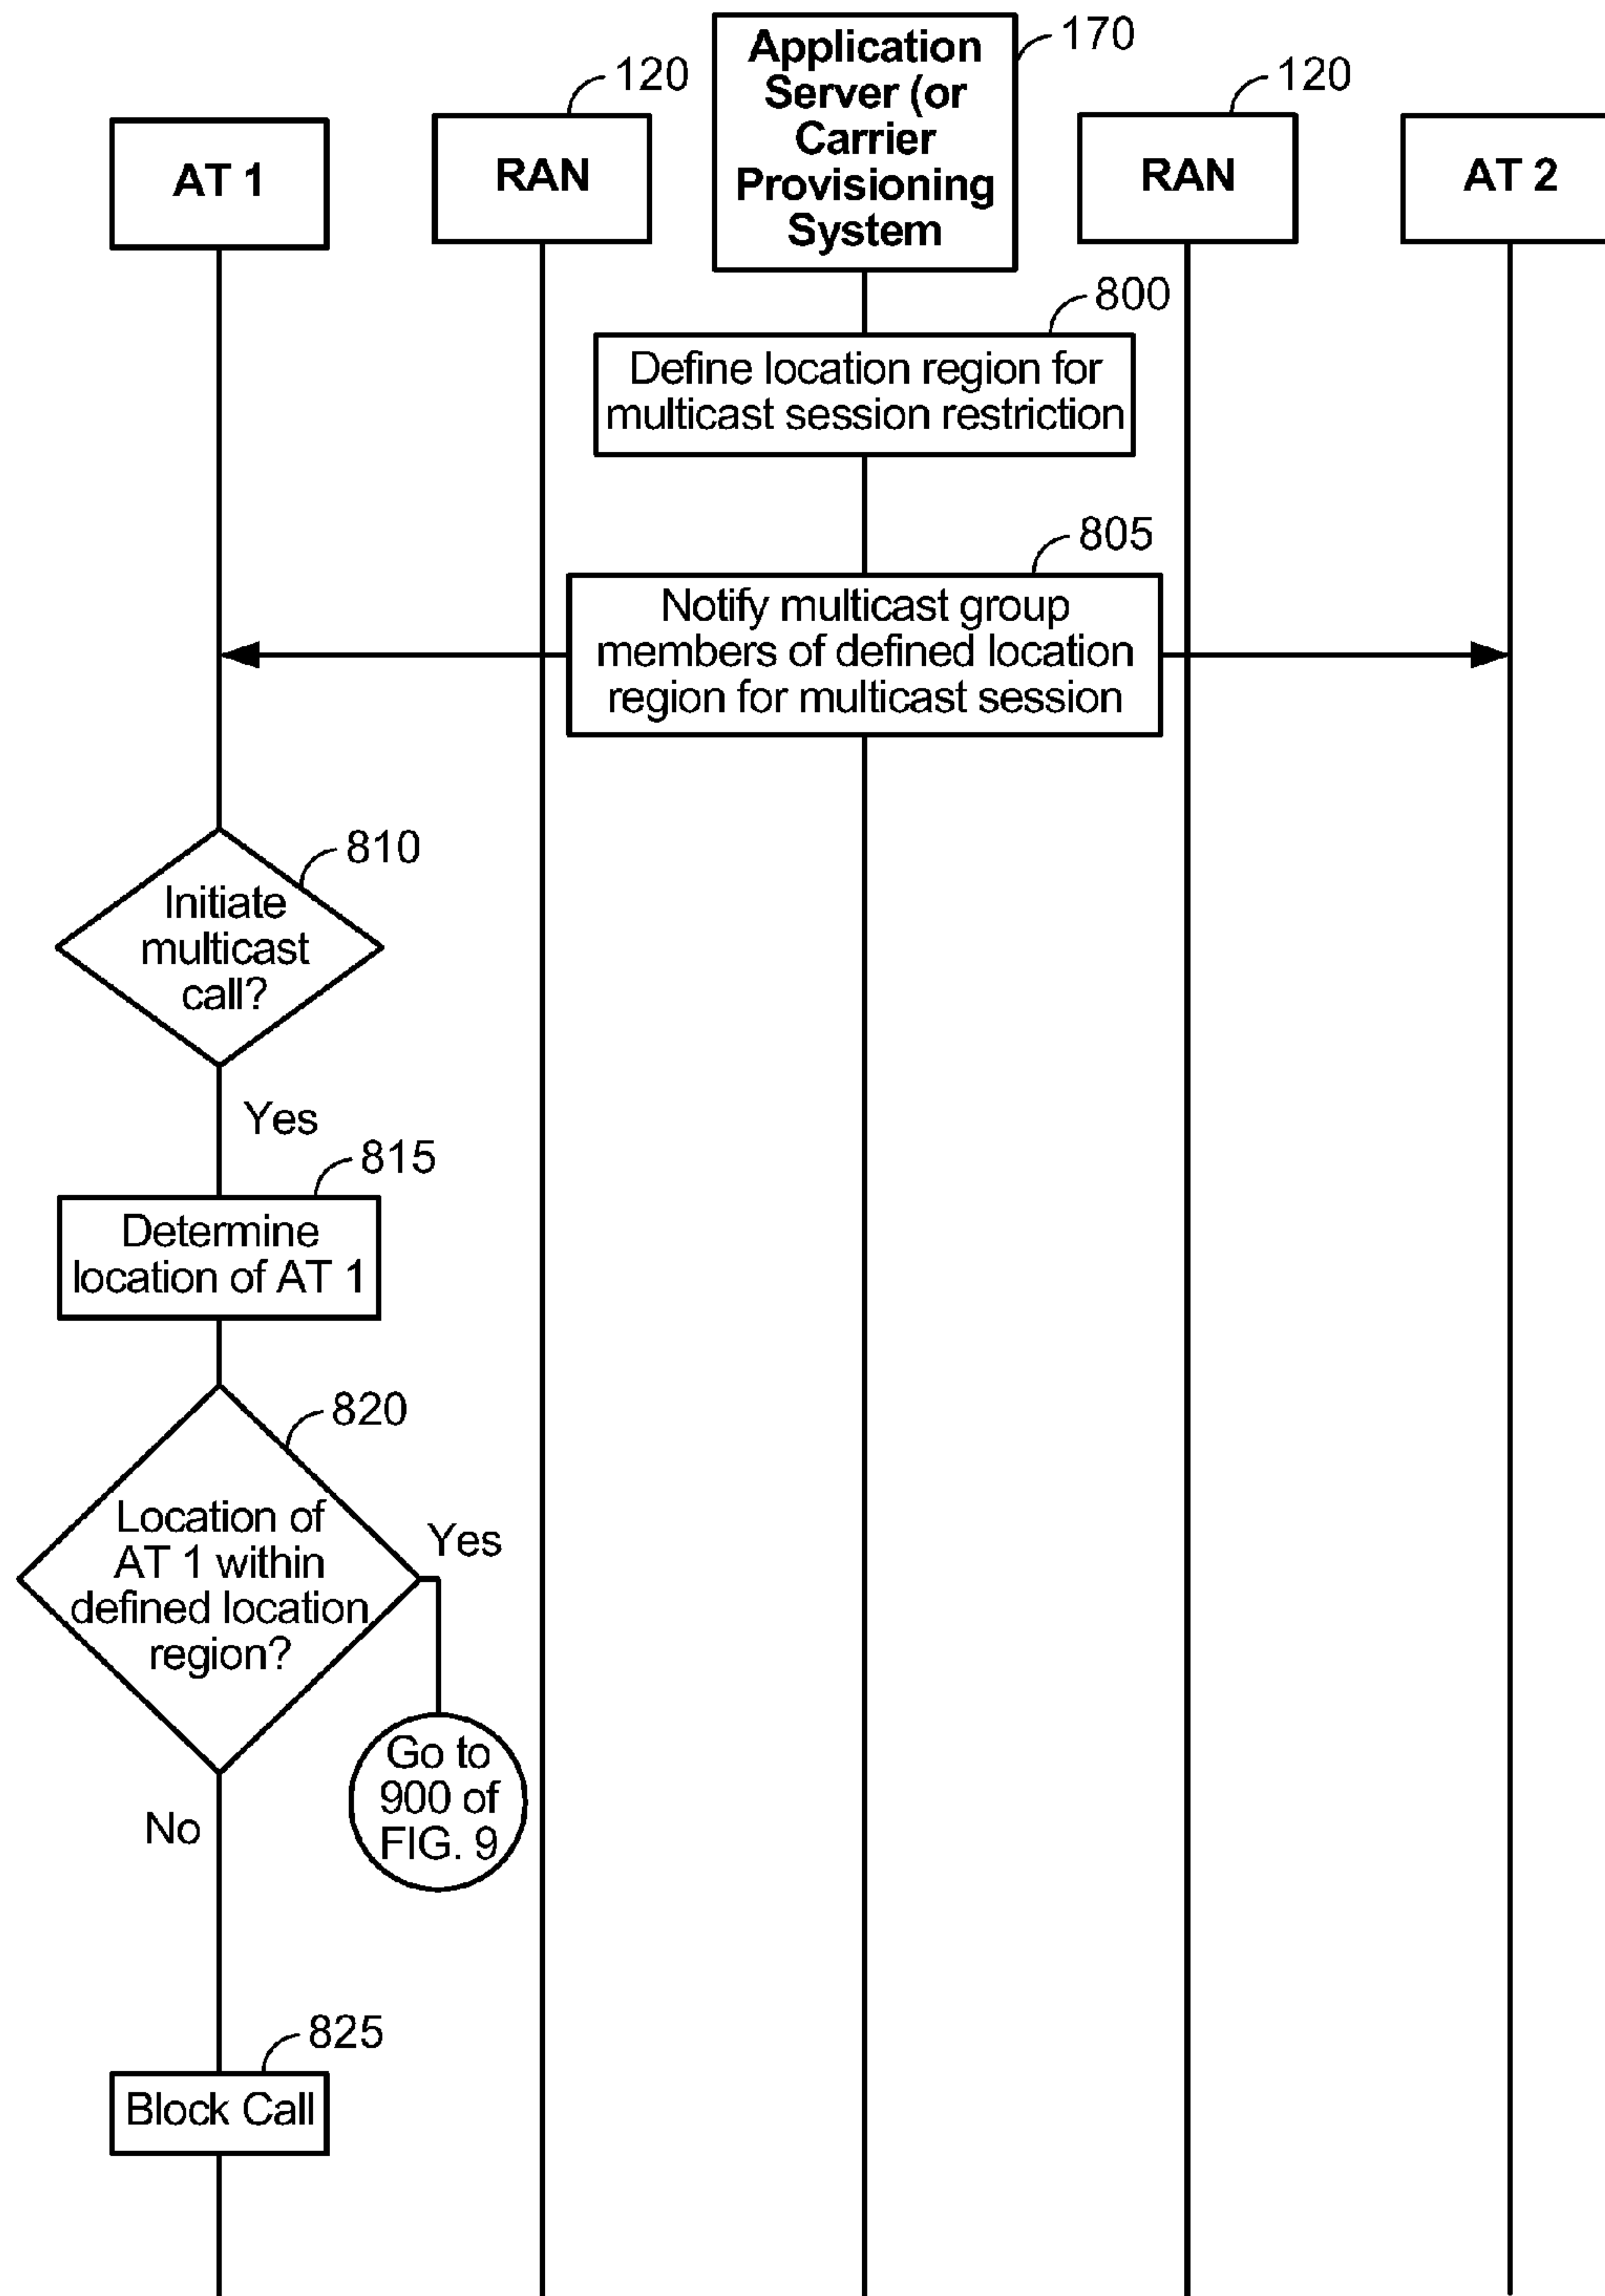 170
Application
Server (or
Carrier
Provisioning
System
120
120
AT 1
RAN
RAN
AT 2
800
Define location region for
multicast session restriction
805
Notify multicast group
members of defined location
region for multicast session
810
Initiate
multicast
call?
Yes
815
Determine
location of AT 1
820
Location of
AT 1 within
defined location
region?
Yes
Go to
900 of
FIG. 9
No
825
Block Call